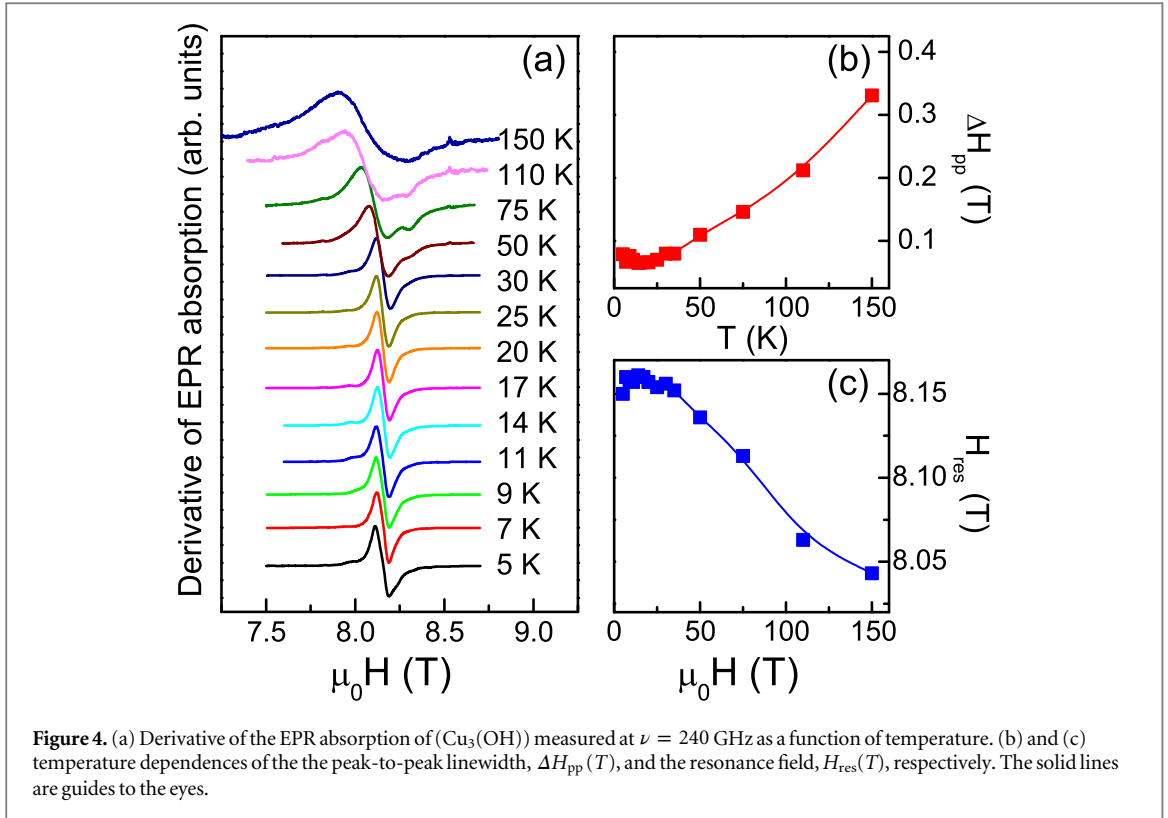 Derivative of EPR absorption (arb. units)
(a)
150 K
110 K
75 K
50 K
30 K
25 K
20 K
17 K
14 K
11 K
9 K
7 K
5 K
7.5 8.0 8.5 9.0
μ₀H (T)
(b)
0.4
0.3
0.2
0.1
ΔH_pp (T)
0 50 100 150
T (K)
(c)
8.15
8.10
8.05
H_res (T)
0 50 100 150
μ₀H (T)
Figure 4. (a) Derivative of the EPR absorption of (Cu₃(OH)) measured at ν = 240 GHz as a function of temperature. (b) and (c)
temperature dependences of the the peak-to-peak linewidth, ΔH_pp(T), and the resonance field, H_res(T), respectively. The solid lines
are guides to the eyes.